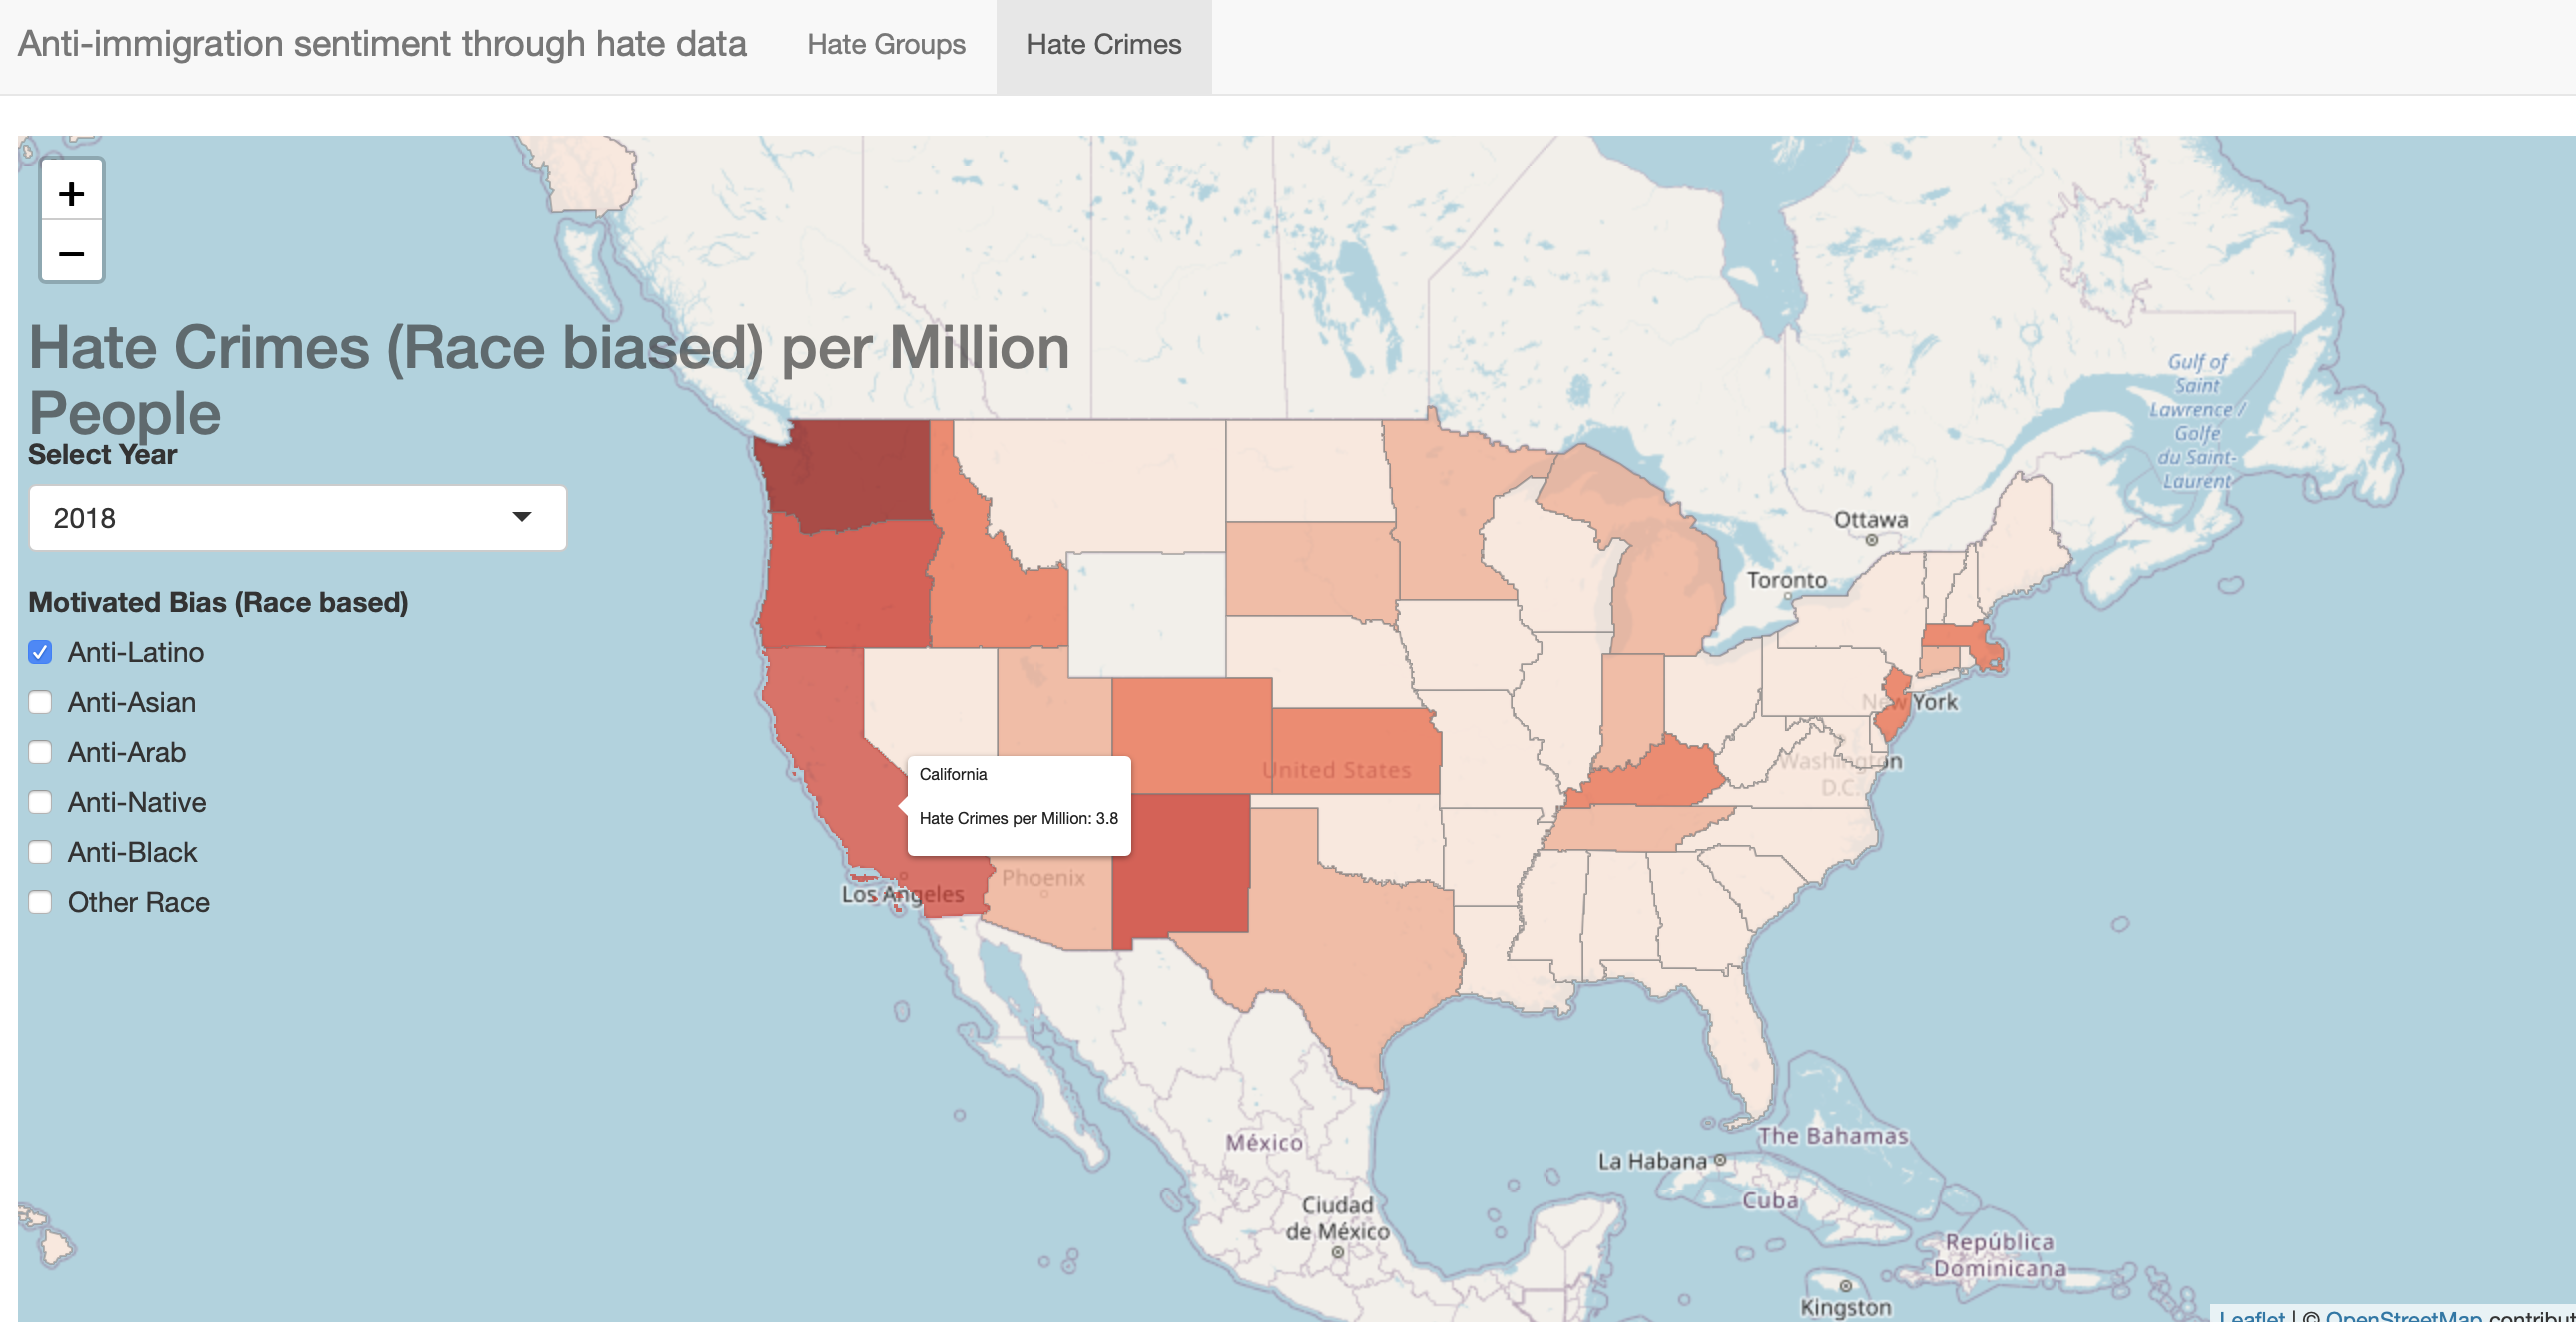 Anti-immigration sentiment through hate data Hate Groups Hate Crimes
+
−
Hate Crimes (Race biased) per Million
People
Select Year
2018
Motivated Bias (Race based)
Anti-Latino
Anti-Asian
Anti-Arab
Anti-Native
Anti-Black
Other Race
Gulf of
Saint
Lawrence /
Golfe
du Saint-
Laurent
Ottawa
Toronto
New York
Washington
D.C.
United States
California
Hate Crimes per Million: 3.8
Phoenix
Los Angeles
México
Ciudad
de México
The Bahamas
La Habana
Cuba
República
Dominicana
Kingston
Leaflet | © OpenStreetMap contribut